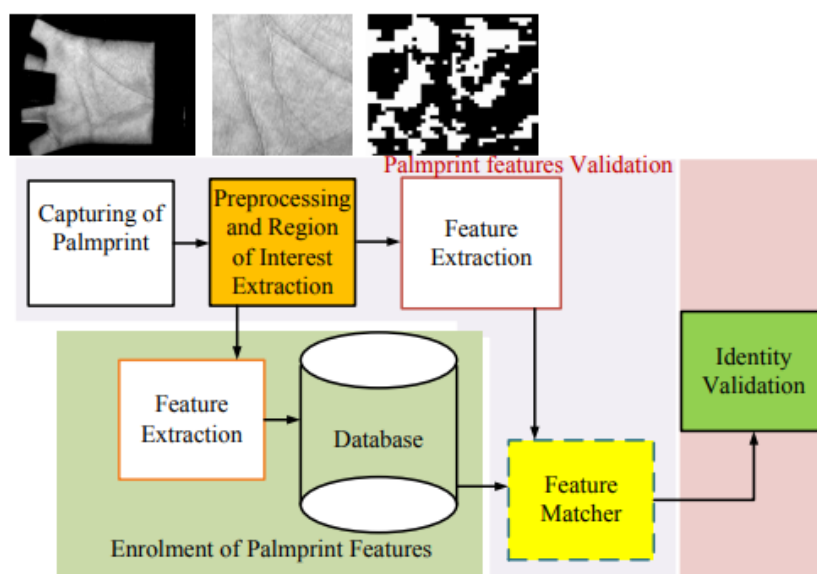 Palmprint features Validation
Capturing of
Palmprint
Preprocessing
and Region
of Interest
Extraction
Feature
Extraction
Identity
Validation
Feature
Extraction
Database
Feature
Matcher
Enrolment of Palmprint Features